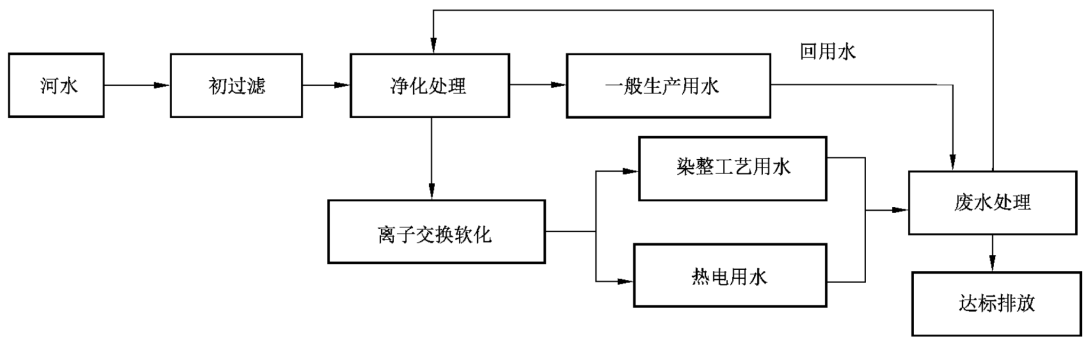 河水
初过滤
净化处理
一般生产用水
回用水
染整工艺用水
离子交换软化
热电用水
废水处理
达标排放